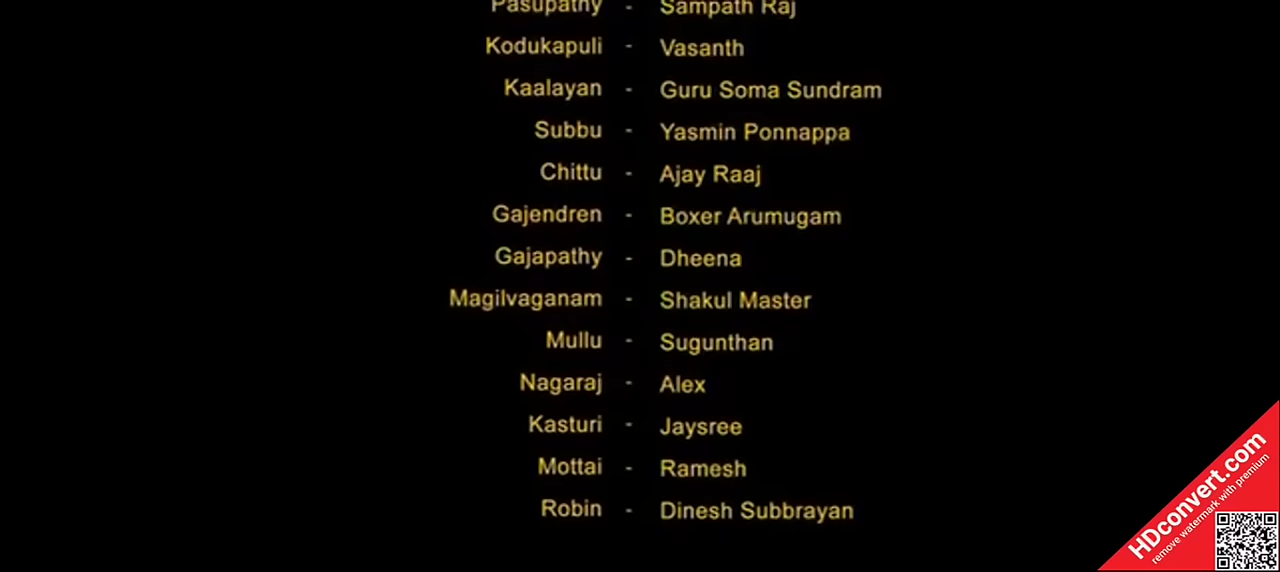 Pasupathy - Sampath Raj
Kodukapuli - Vasanth
Kaalayan - Guru Soma Sundram
Subbu - Yasmin Ponnappa
Chittu - Ajay Raaj
Gajendren - Boxer Arumugam
Gajapathy - Dheena
Magilvaganam - Shakul Master
Mullu - Sugunthan
Nagaraj - Alex
Kasturi - Jaysree
Mottai - Ramesh
Robin - Dinesh Subbrayan
HDconvert.com
remove watermark with premium